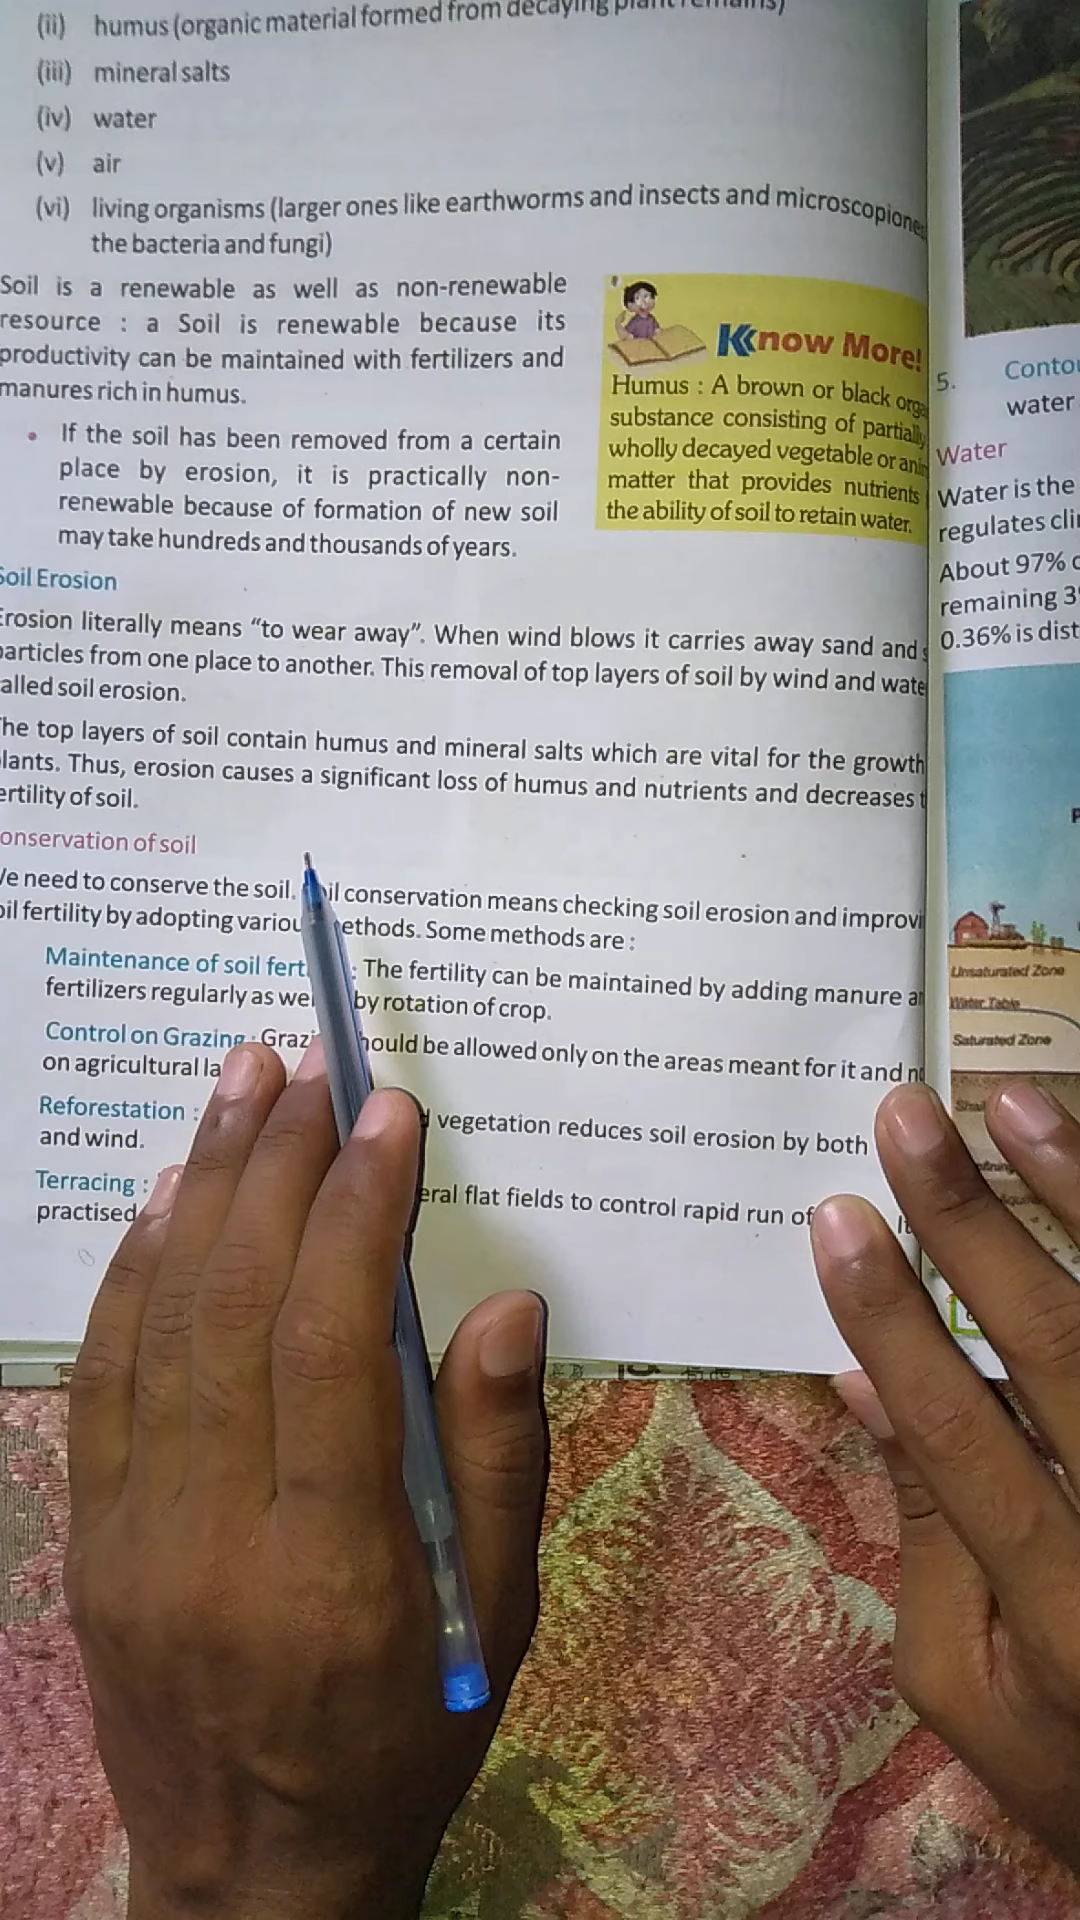 (ii) humus (organic material formed from decaying plant remains)
(iii) mineral salts
(iv) water
(v) air
(vi) living organisms (larger ones like earthworms and insects and microscopiones
the bacteria and fungi)
Soil is a renewable as well as non-renewable
resource : a Soil is renewable because its
productivity can be maintained with fertilizers and
manures rich in humus.
• If the soil has been removed from a certain
place by erosion, it is practically non-
renewable because of formation of new soil
may take hundreds and thousands of years.
Know More!
Humus : A brown or black orga
substance consisting of partially
wholly decayed vegetable or ani
matter that provides nutrients
the ability of soil to retain water.
Soil Erosion
Erosion literally means “to wear away”. When wind blows it carries away sand and s
particles from one place to another. This removal of top layers of soil by wind and wate
alled soil erosion.
The top layers of soil contain humus and mineral salts which are vital for the growth
lants. Thus, erosion causes a significant loss of humus and nutrients and decreases t
ertility of soil.
onservation of soil
We need to conserve the soil. il conservation means checking soil erosion and improvi
oil fertility by adopting variou ethods. Some methods are :
Maintenance of soil fert : The fertility can be maintained by adding manure an
fertilizers regularly as we by rotation of crop.
Control on Grazing : Grazi hould be allowed only on the areas meant for it and no
on agricultural la
Reforestation : vegetation reduces soil erosion by both
and wind.
Terracing : eral flat fields to control rapid run of It
practised
5. Contou
water
Water
Water is the
regulates cli
About 97% o
remaining 3
0.36% is dist
P
Unsaturated Zone
Water Table
Saturated Zone
Shal